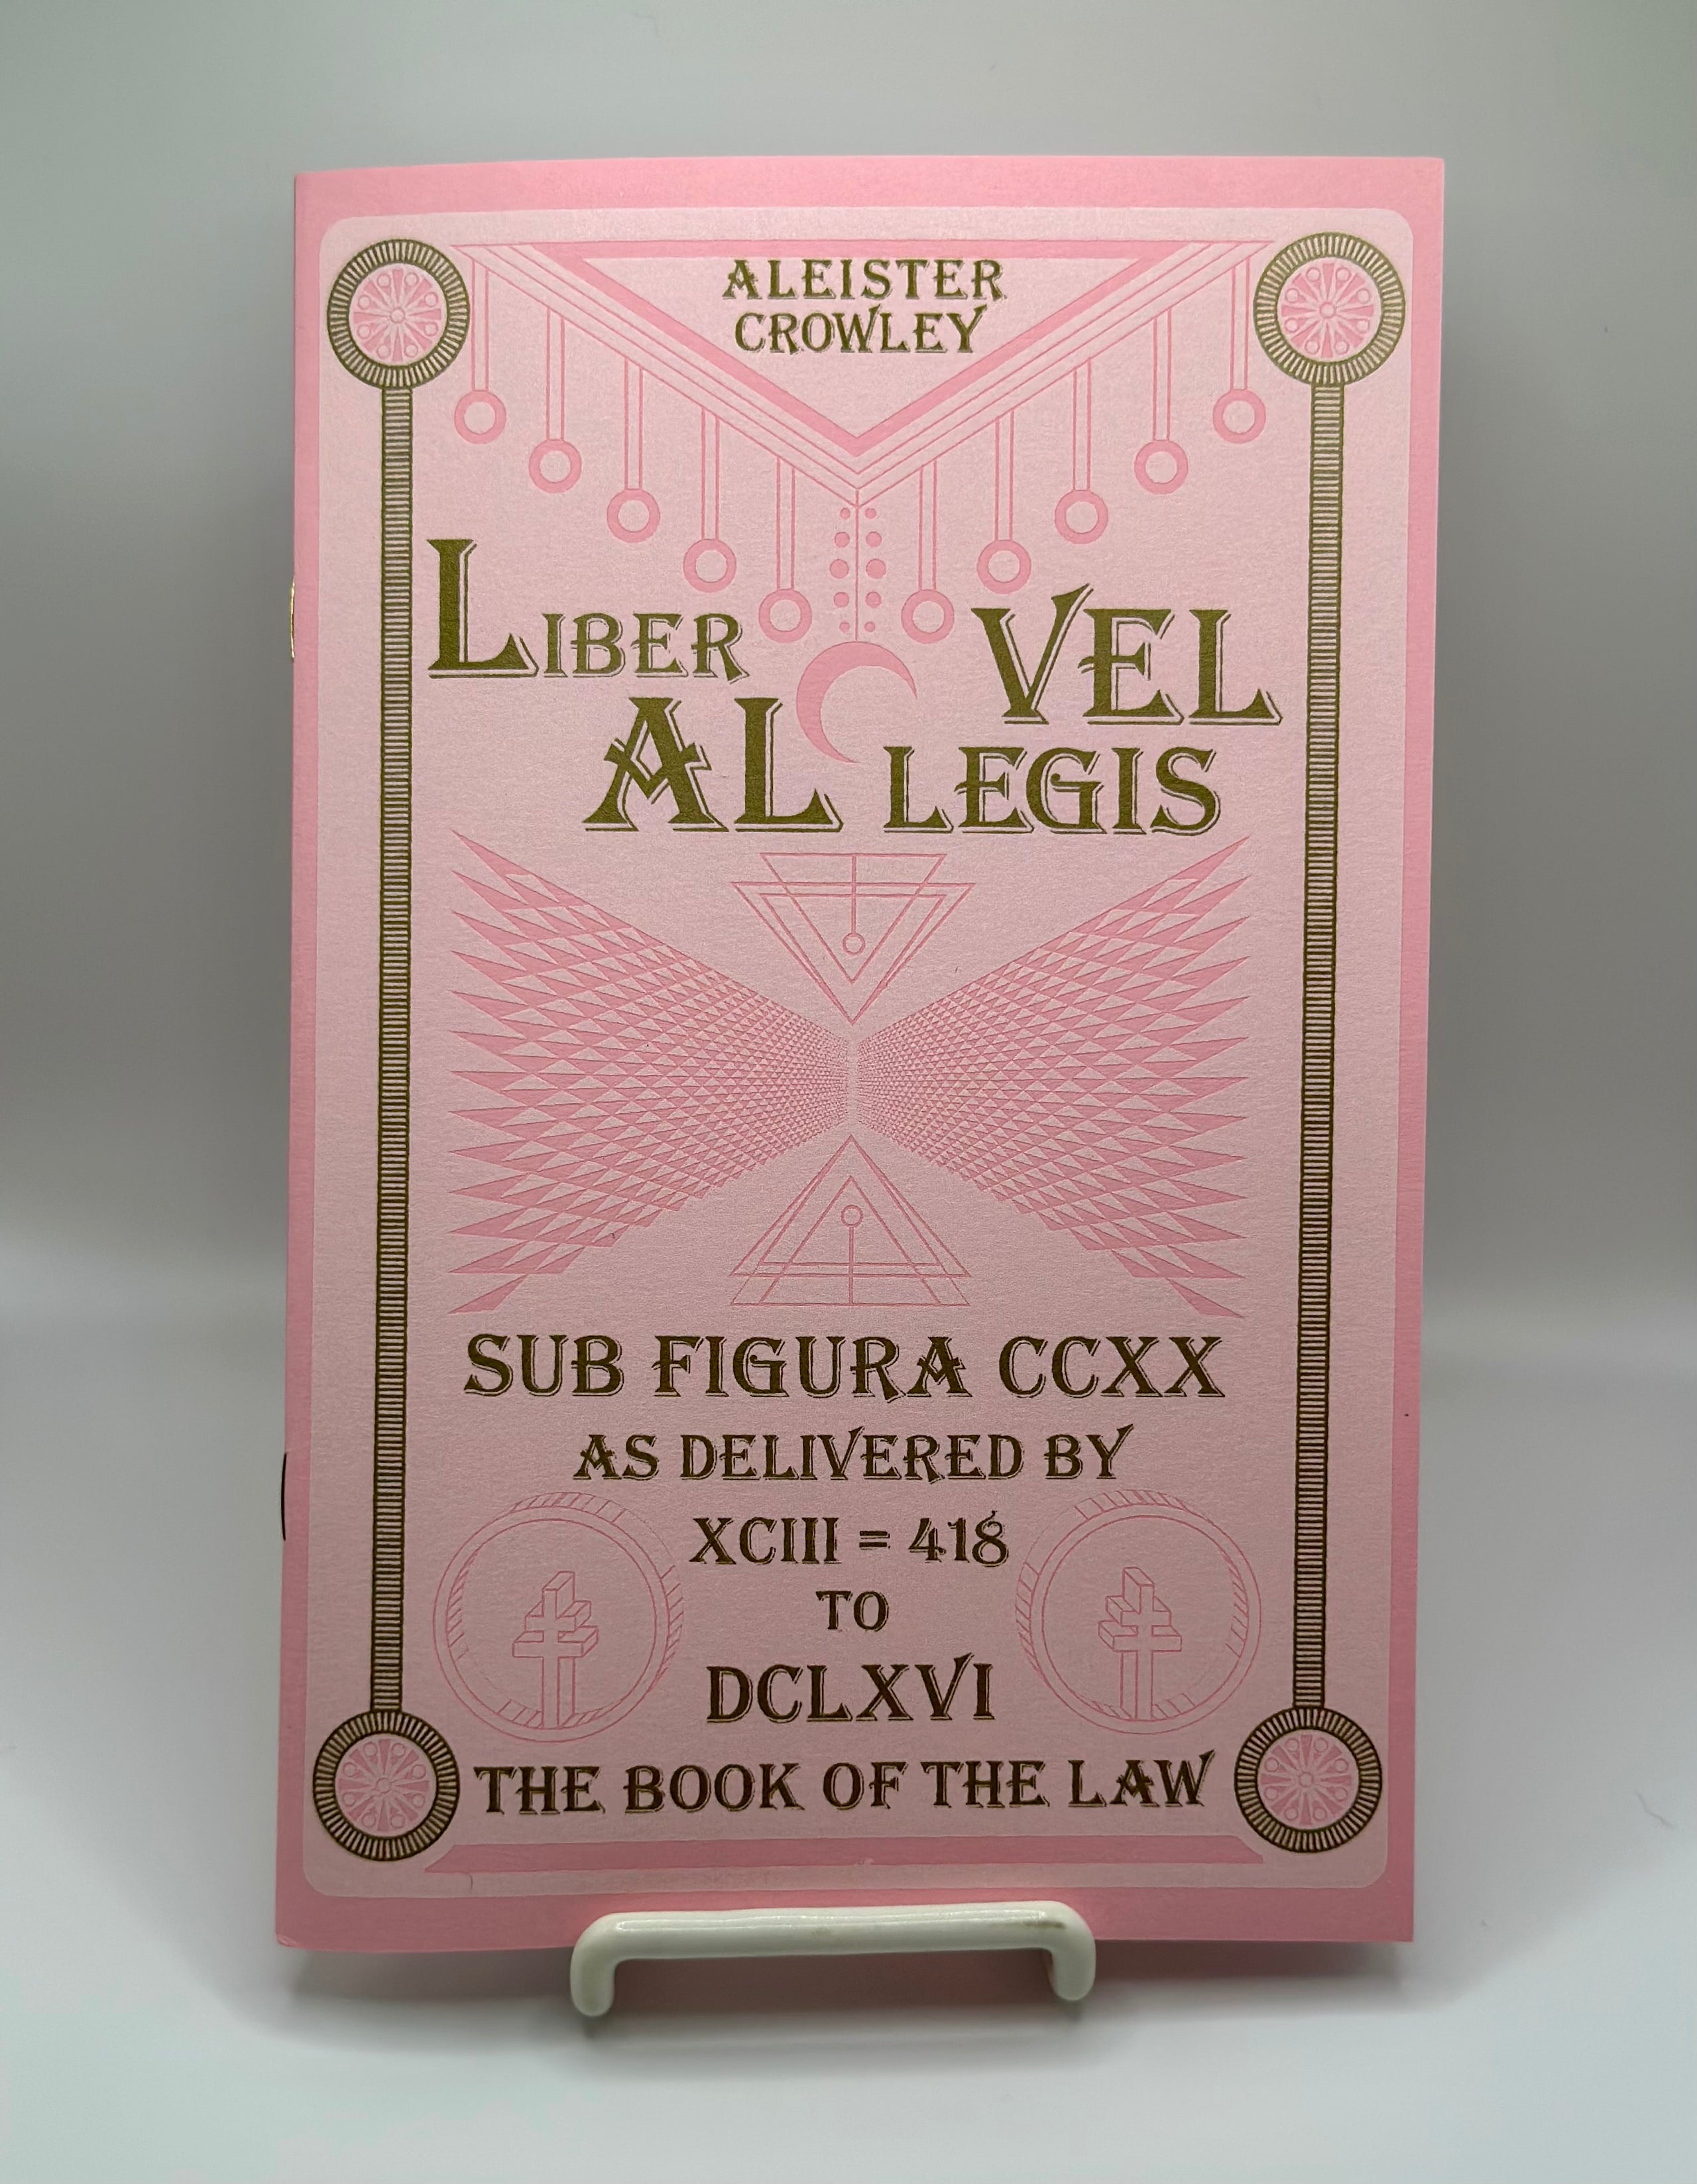 ALEISTER
CROWLEY
LIBER VEL
AL LEGIS
SUB FIGURA CCXX
AS DELIVERED BY
XCIII = 418
TO
DCLXVI
THE BOOK OF THE LAW